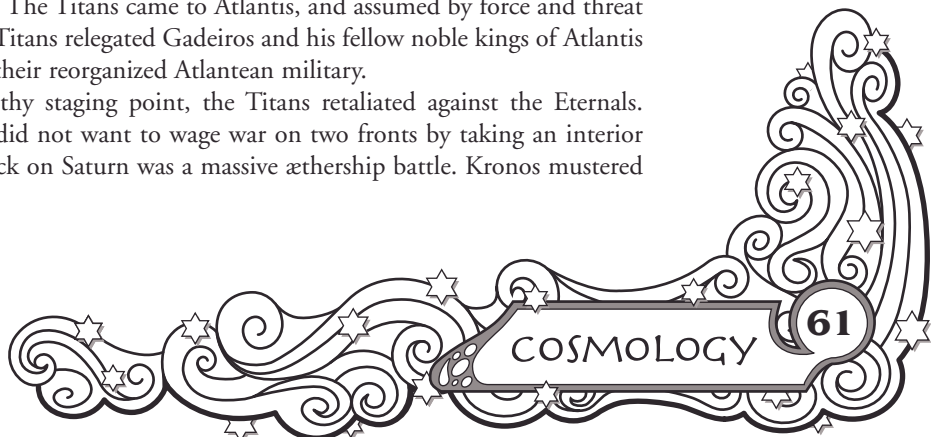 The Titans came to Atlantis, and assumed by force and threat
Titans relegated Gadeiros and his fellow noble kings of Atlantis
their reorganized Atlantean military.
thy staging point, the Titans retaliated against the Eternals.
did not want to wage war on two fronts by taking an interior
ck on Saturn was a massive æthership battle. Kronos mustered
COSMOLOGY
61